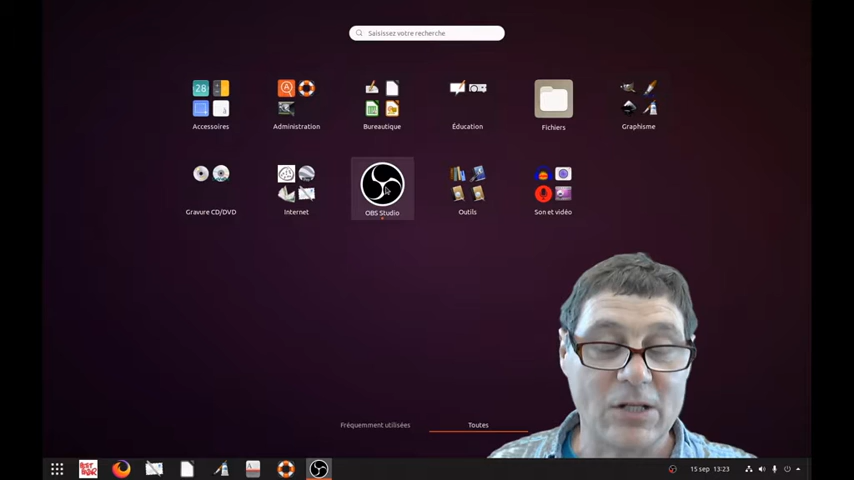 Saisissez votre recherche
28
Accessoires
Administration
Bureautique
Éducation
Fichiers
Graphisme
Gravure CD/DVD
Internet
OBS Studio
Outils
Son et vidéo
Fréquemment utilisées
Toutes
15 sep 13:23